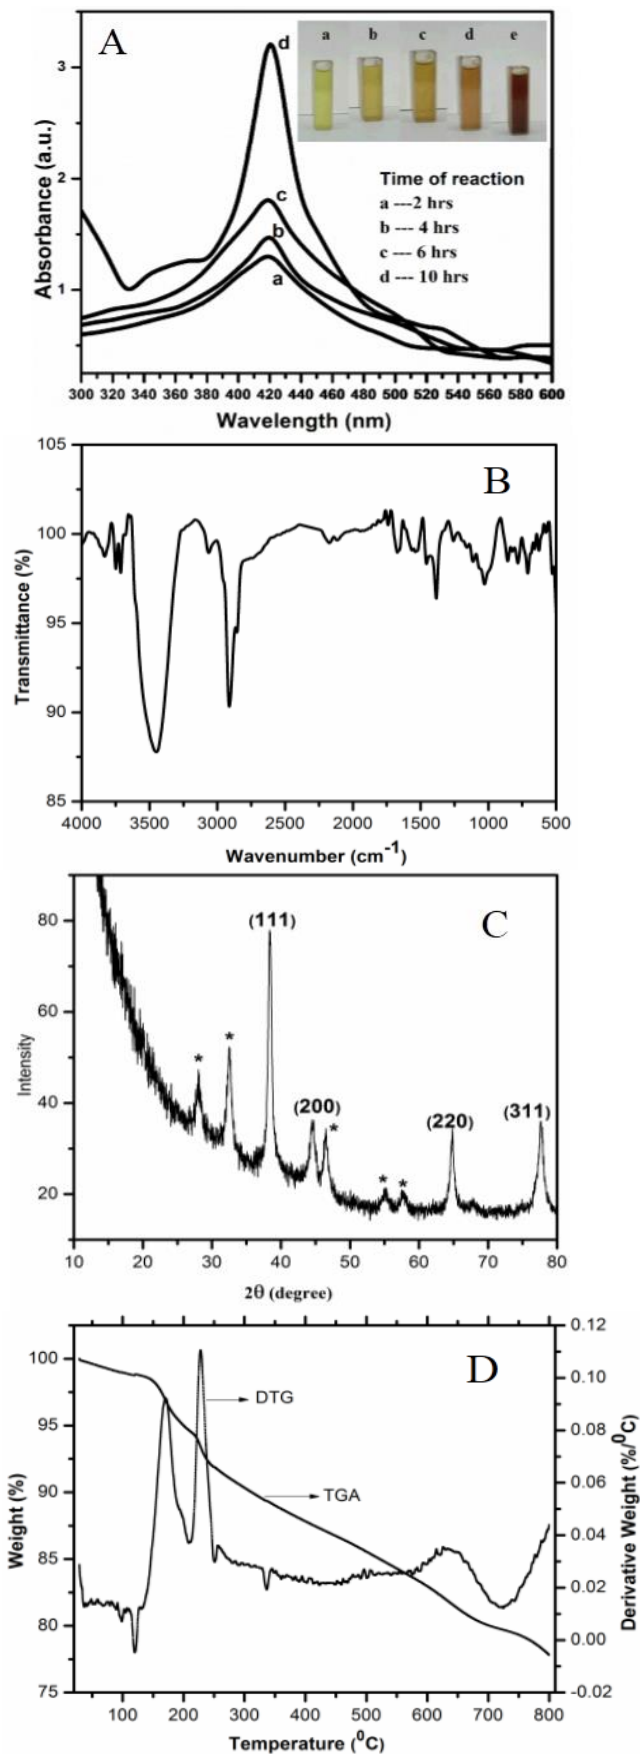 A
a b c d e
d
c
b
a
Time of reaction
a ---2 hrs
b --- 4 hrs
c --- 6 hrs
d --- 10 hrs
3
2
1
Absorbance (a.u.)
300 320 340 360 380 400 420 440 460 480 500 520 540 560 580 600
Wavelength (nm)
B
105
100
95
90
85
Transmittance (%)
4000 3500 3000 2500 2000 1500 1000 500
Wavenumber (cm-1)
C
80
60
40
20
Intensity
(111)
*
*
(200)
*
*
*
(220)
(311)
10 20 30 40 50 60 70 80
2θ (degree)
D
DTG
TGA
100
95
90
85
80
75
Weight (%)
0.12
0.10
0.08
0.06
0.04
0.02
0.00
-0.02
Derivative Weight (%/0C)
100 200 300 400 500 600 700 800
Temperature (0C)